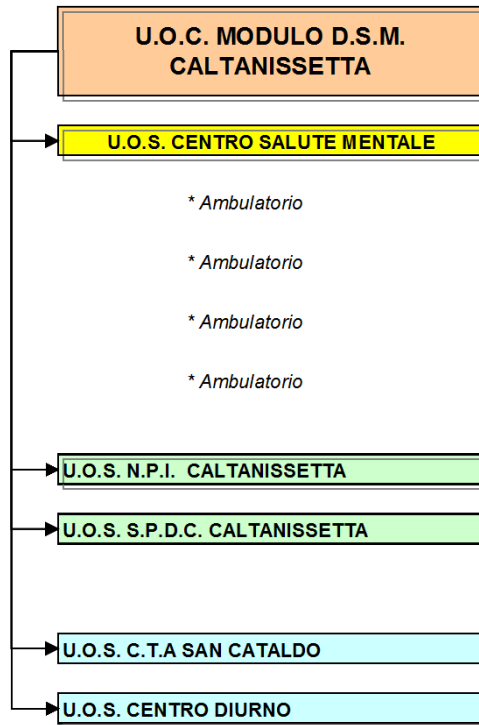 U.O.C. MODULO D.S.M.
CALTANISSETTA
U.O.S. CENTRO SALUTE MENTALE
* Ambulatorio
* Ambulatorio
* Ambulatorio
* Ambulatorio
U.O.S. N.P.I. CALTANISSETTA
U.O.S. S.P.D.C. CALTANISSETTA
U.O.S. C.T.A SAN CATALDO
U.O.S. CENTRO DIURNO